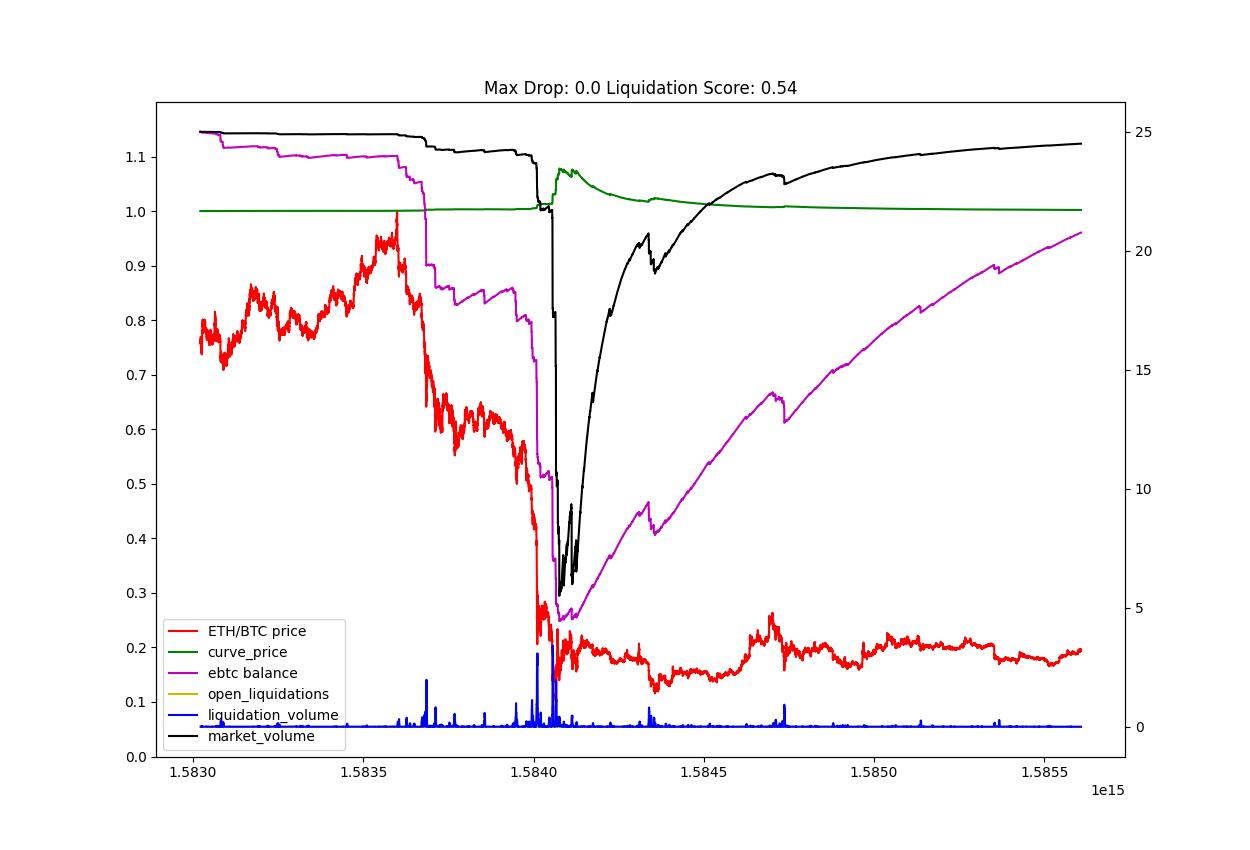 Max Drop: 0.0 Liquidation Score: 0.54
1.1
1.0
0.9
0.8
0.7
0.6
0.5
0.4
0.3
0.2
0.1
0.0
25
20
15
10
5
0
ETH/BTC price
curve_price
ebtc balance
open_liquidations
liquidation_volume
market_volume
1.5830 1.5835 1.5840 1.5845 1.5850 1.5855
1e15